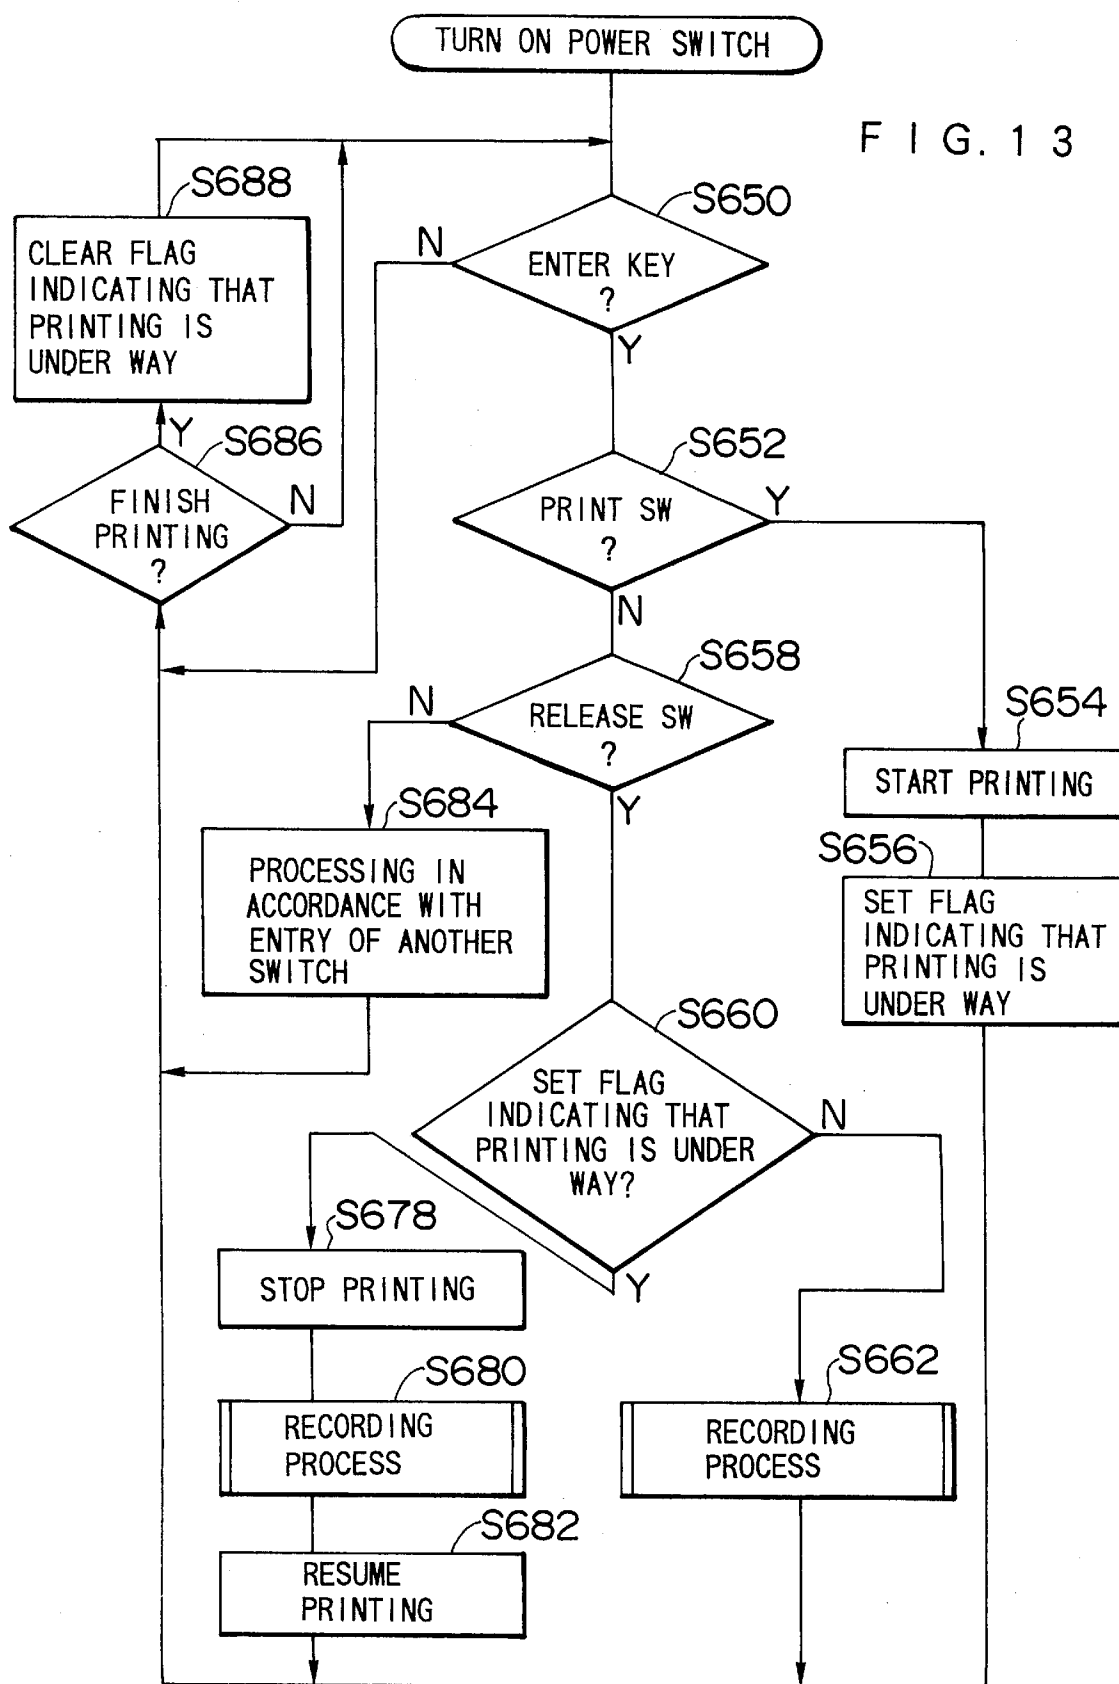 TURN ON POWER SWITCH
FIG. 13
S688
CLEAR FLAG
INDICATING THAT
PRINTING IS
UNDER WAY
S650
N
ENTER KEY
?
Y
Y
S686
FINISH
PRINTING
?
N
S652
PRINT SW
?
Y
N
S658
N
RELEASE SW
?
Y
S654
START PRINTING
S656
SET FLAG
INDICATING THAT
PRINTING IS
UNDER WAY
S684
PROCESSING IN
ACCORDANCE WITH
ENTRY OF ANOTHER
SWITCH
S660
SET FLAG
INDICATING THAT
PRINTING IS UNDER
WAY?
N
Y
S678
STOP PRINTING
S680
RECORDING
PROCESS
S662
RECORDING
PROCESS
S682
RESUME
PRINTING